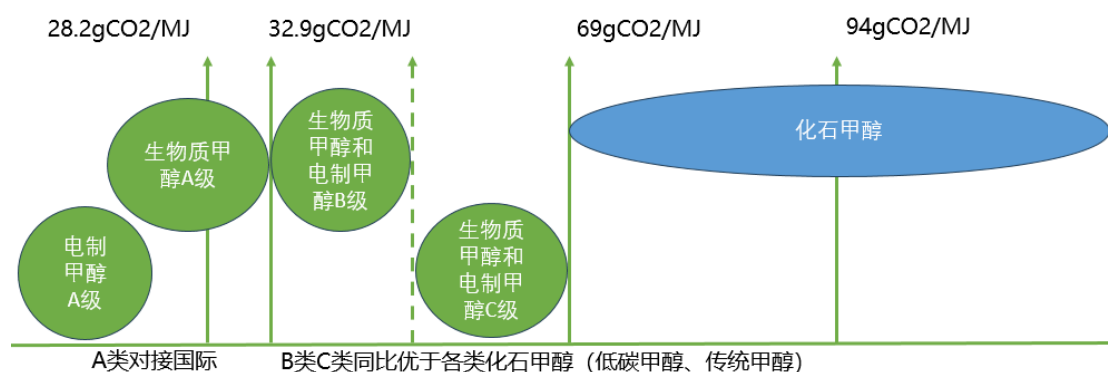 28.2gCO2/MJ
32.9gCO2/MJ
69gCO2/MJ
94gCO2/MJ
电制
甲醇
A级
生物质甲
醇A级
生物质
甲醇和
电制甲
醇B级
生物质
甲醇和
电制甲
醇C级
化石甲醇
A类对接国际
B类C类同比优于各类化石甲醇（低碳甲醇、传统甲醇）